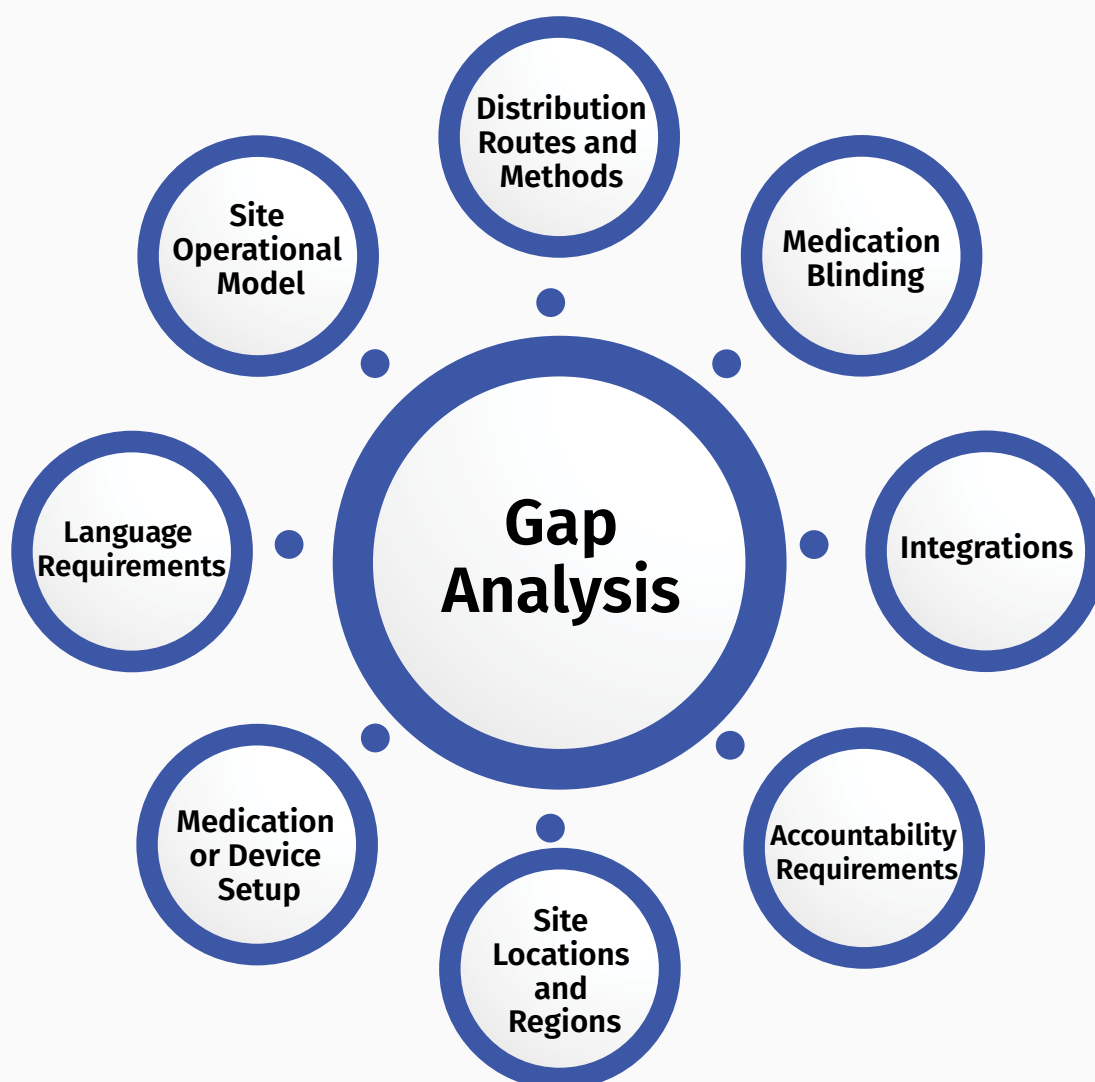 Distribution
Routes and
Methods
Site
Operational
Model
Medication
Blinding
Language
Requirements
Gap
Analysis
Integrations
Medication
or Device
Setup
Accountability
Requirements
Site
Locations
and
Regions